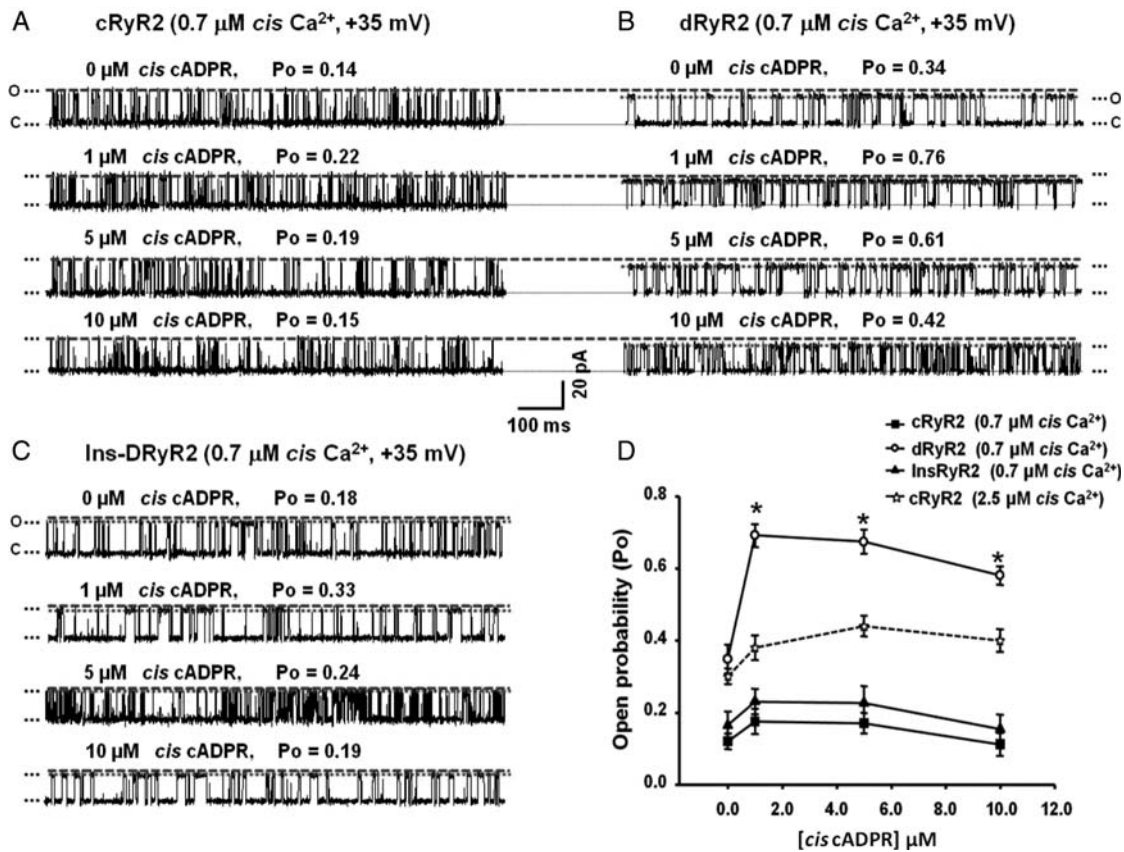 A cRyR2 (0.7 µM cis Ca²⁺, +35 mV)
0 µM cis cADPR, Po = 0.14
O
C
1 µM cis cADPR, Po = 0.22
5 µM cis cADPR, Po = 0.19
10 µM cis cADPR, Po = 0.15
B dRyR2 (0.7 µM cis Ca²⁺, +35 mV)
0 µM cis cADPR, Po = 0.34
O
C
1 µM cis cADPR, Po = 0.76
5 µM cis cADPR, Po = 0.61
10 µM cis cADPR, Po = 0.42
20 pA
100 ms
C Ins-DRyR2 (0.7 µM cis Ca²⁺, +35 mV)
0 µM cis cADPR, Po = 0.18
O
C
1 µM cis cADPR, Po = 0.33
5 µM cis cADPR, Po = 0.24
10 µM cis cADPR, Po = 0.19
D
cRyR2 (0.7 µM cis Ca²⁺)
dRyR2 (0.7 µM cis Ca²⁺)
InsRyR2 (0.7 µM cis Ca²⁺)
cRyR2 (2.5 µM cis Ca²⁺)
Open probability (Po)
0.8
0.6
0.4
0.2
0.0
* * *
0.0 2.0 4.0 6.0 8.0 10.0 12.0
[cis cADPR] µM